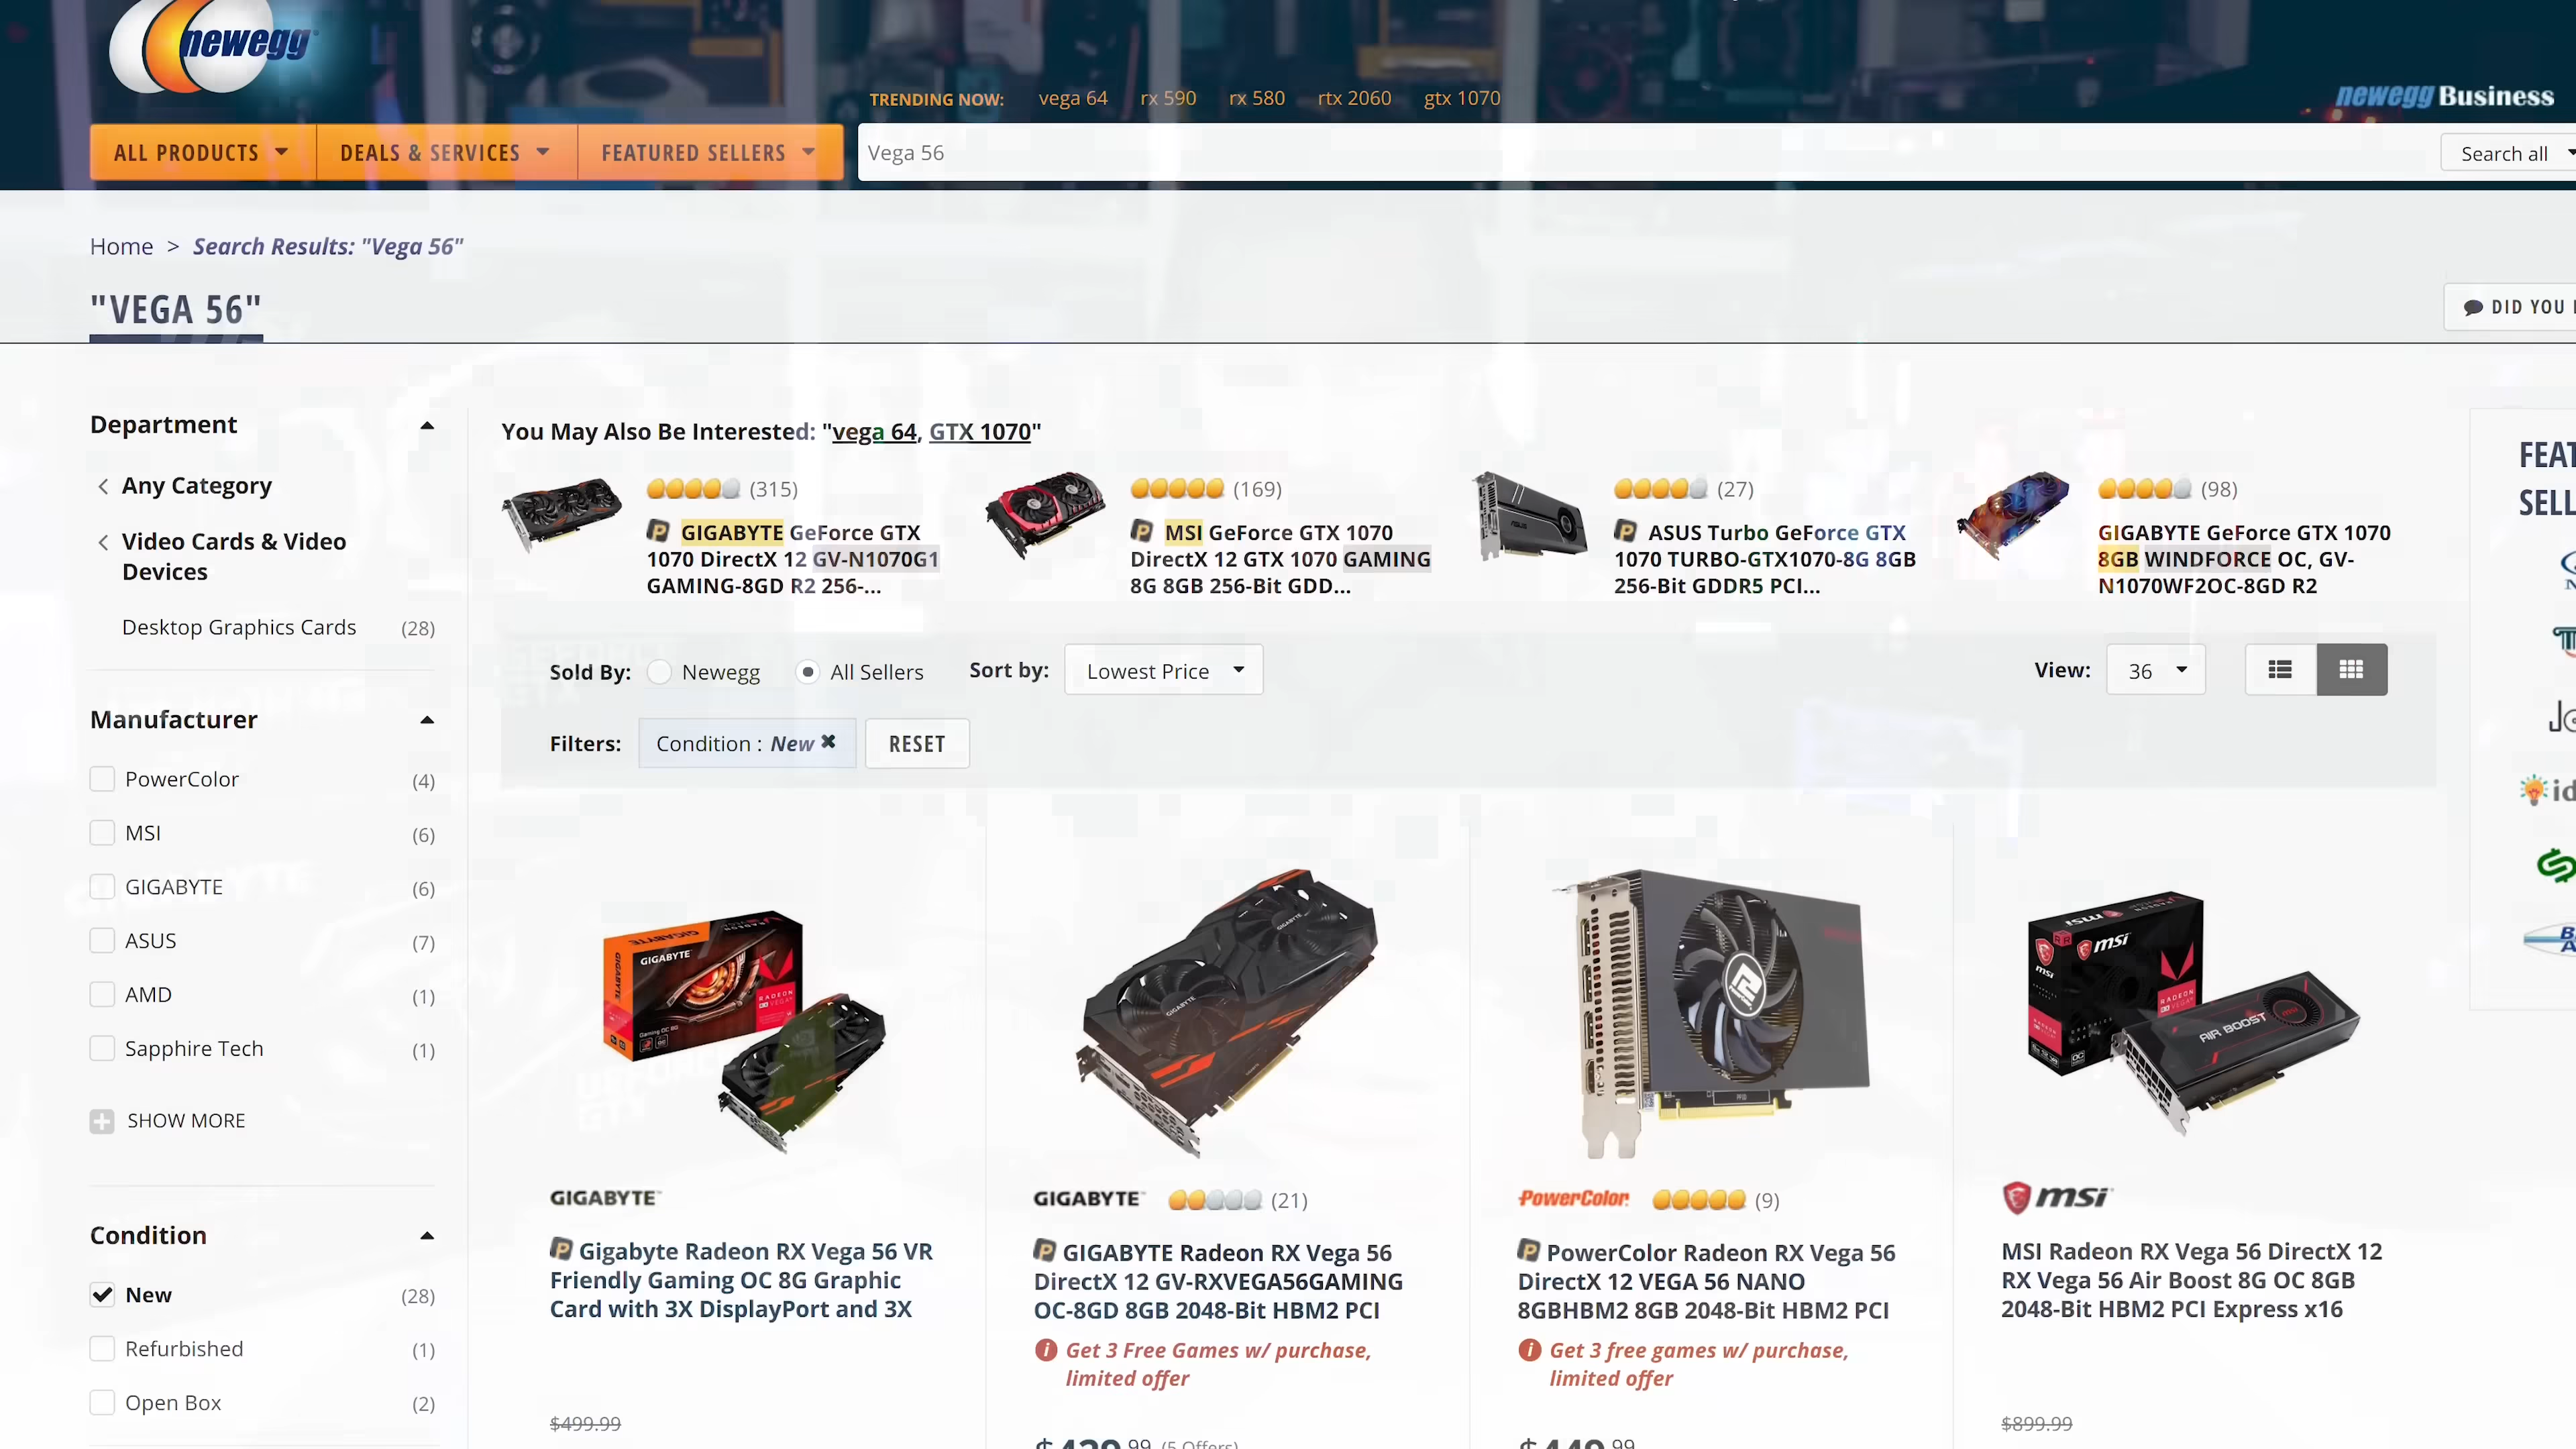 newegg
TRENDING NOW: vega 64 rx 590 rx 580 rtx 2060 gtx 1070
newegg Business
ALL PRODUCTS DEALS & SERVICES FEATURED SELLERS Vega 56 Search all
Home > Search Results: "Vega 56"
"VEGA 56"
DID YOU
Department
Any Category
Video Cards & Video
Devices
Desktop Graphics Cards (28)
Manufacturer
PowerColor (4)
MSI (6)
GIGABYTE (6)
ASUS (7)
AMD (1)
Sapphire Tech (1)
SHOW MORE
Condition
New (28)
Refurbished (1)
Open Box (2)
You May Also Be Interested: "vega 64, GTX 1070"
(315)
GIGABYTE GeForce GTX
1070 DirectX 12 GV-N1070G1
GAMING-8GD R2 256-...
(169)
MSI GeForce GTX 1070
DirectX 12 GTX 1070 GAMING
8G 8GB 256-Bit GDD...
(27)
ASUS Turbo GeForce GTX
1070 TURBO-GTX1070-8G 8GB
256-Bit GDDR5 PCI...
(98)
GIGABYTE GeForce GTX 1070
8GB WINDFORCE OC, GV-
N1070WF2OC-8GD R2
Sold By: Newegg All Sellers Sort by: Lowest Price View: 36
Filters: Condition : New RESET
GIGABYTE
Gigabyte Radeon RX Vega 56 VR
Friendly Gaming OC 8G Graphic
Card with 3X DisplayPort and 3X
$499.99
GIGABYTE (21)
GIGABYTE Radeon RX Vega 56
DirectX 12 GV-RXVEGA56GAMING
OC-8GD 8GB 2048-Bit HBM2 PCI
Get 3 Free Games w/ purchase,
limited offer
(5 Offers)
PowerColor (9)
PowerColor Radeon RX Vega 56
DirectX 12 VEGA 56 NANO
8GBHBM2 8GB 2048-Bit HBM2 PCI
Get 3 free games w/ purchase,
limited offer
msi
MSI Radeon RX Vega 56 DirectX 12
RX Vega 56 Air Boost 8G OC 8GB
2048-Bit HBM2 PCI Express x16
$899.99
GIGABYTE
GIGABYTE
msi
msi
AIR BOOST